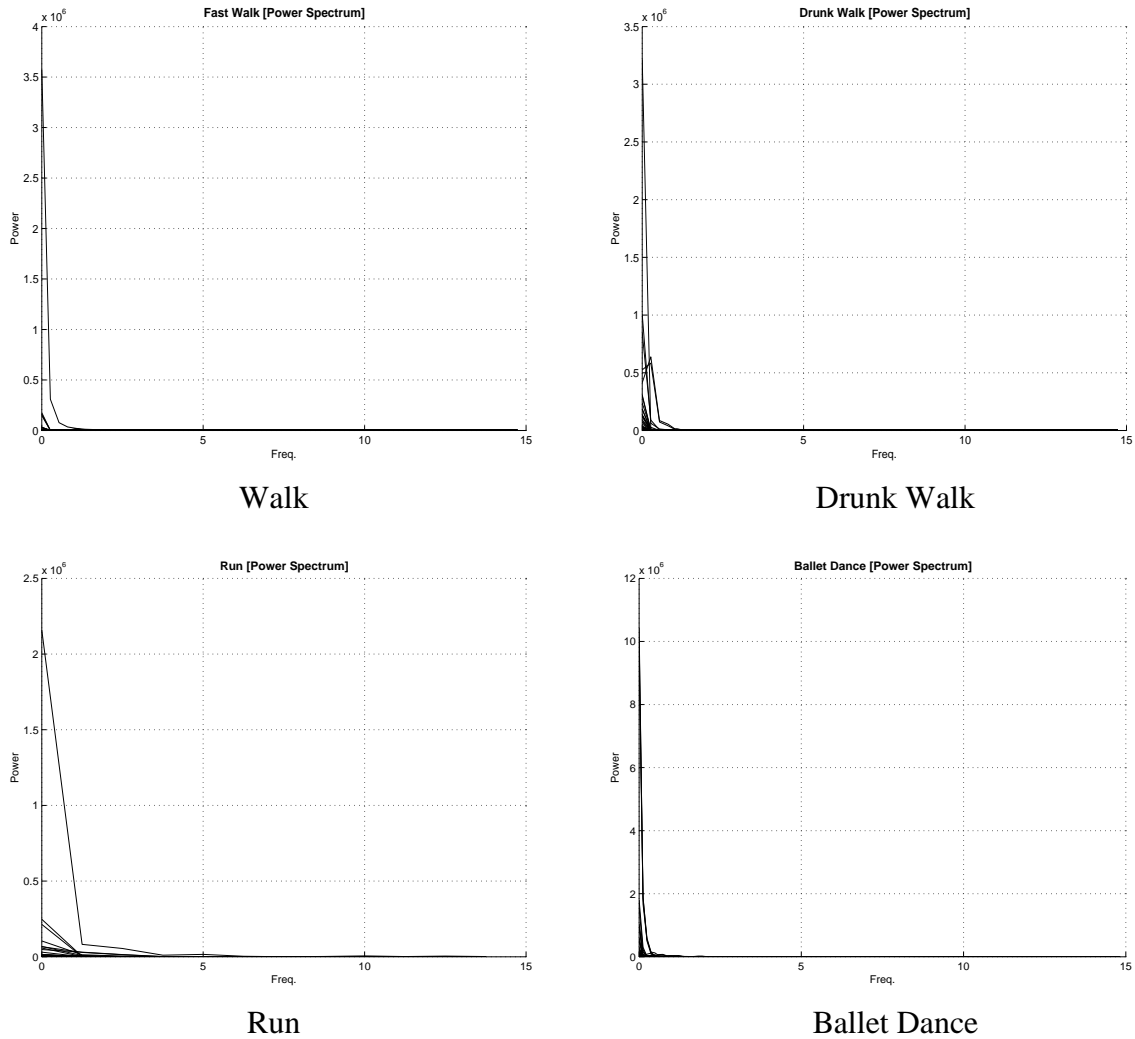 Fast Walk [Power Spectrum]
x 10^6
4
3.5
3
2.5
2
1.5
1
0.5
0
Power
0 5 10 15
Freq.
Walk
Drunk Walk [Power Spectrum]
x 10^6
3.5
3
2.5
2
1.5
1
0.5
0
Power
0 5 10 15
Freq.
Drunk Walk
Run [Power Spectrum]
x 10^6
2.5
2
1.5
1
0.5
0
Power
0 5 10 15
Freq.
Run
Ballet Dance [Power Spectrum]
x 10^6
12
10
8
6
4
2
0
Power
0 5 10 15
Freq.
Ballet Dance